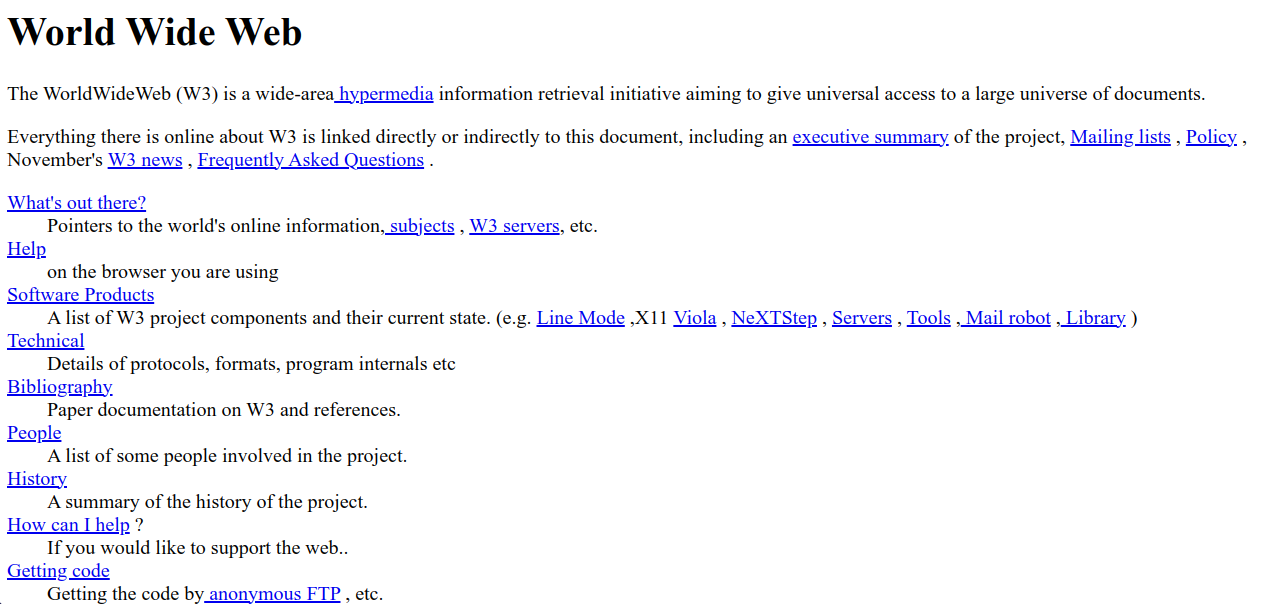 World Wide Web
The WorldWideWeb (W3) is a wide-area hypermedia information retrieval initiative aiming to give universal access to a large universe of documents.
Everything there is online about W3 is linked directly or indirectly to this document, including an executive summary of the project, Mailing lists , Policy ,
November's W3 news , Frequently Asked Questions .
What's out there?
Pointers to the world's online information, subjects , W3 servers, etc.
Help
on the browser you are using
Software Products
A list of W3 project components and their current state. (e.g. Line Mode ,X11 Viola , NeXTStep , Servers , Tools , Mail robot , Library )
Technical
Details of protocols, formats, program internals etc
Bibliography
Paper documentation on W3 and references.
People
A list of some people involved in the project.
History
A summary of the history of the project.
How can I help ?
If you would like to support the web..
Getting code
Getting the code by anonymous FTP , etc.